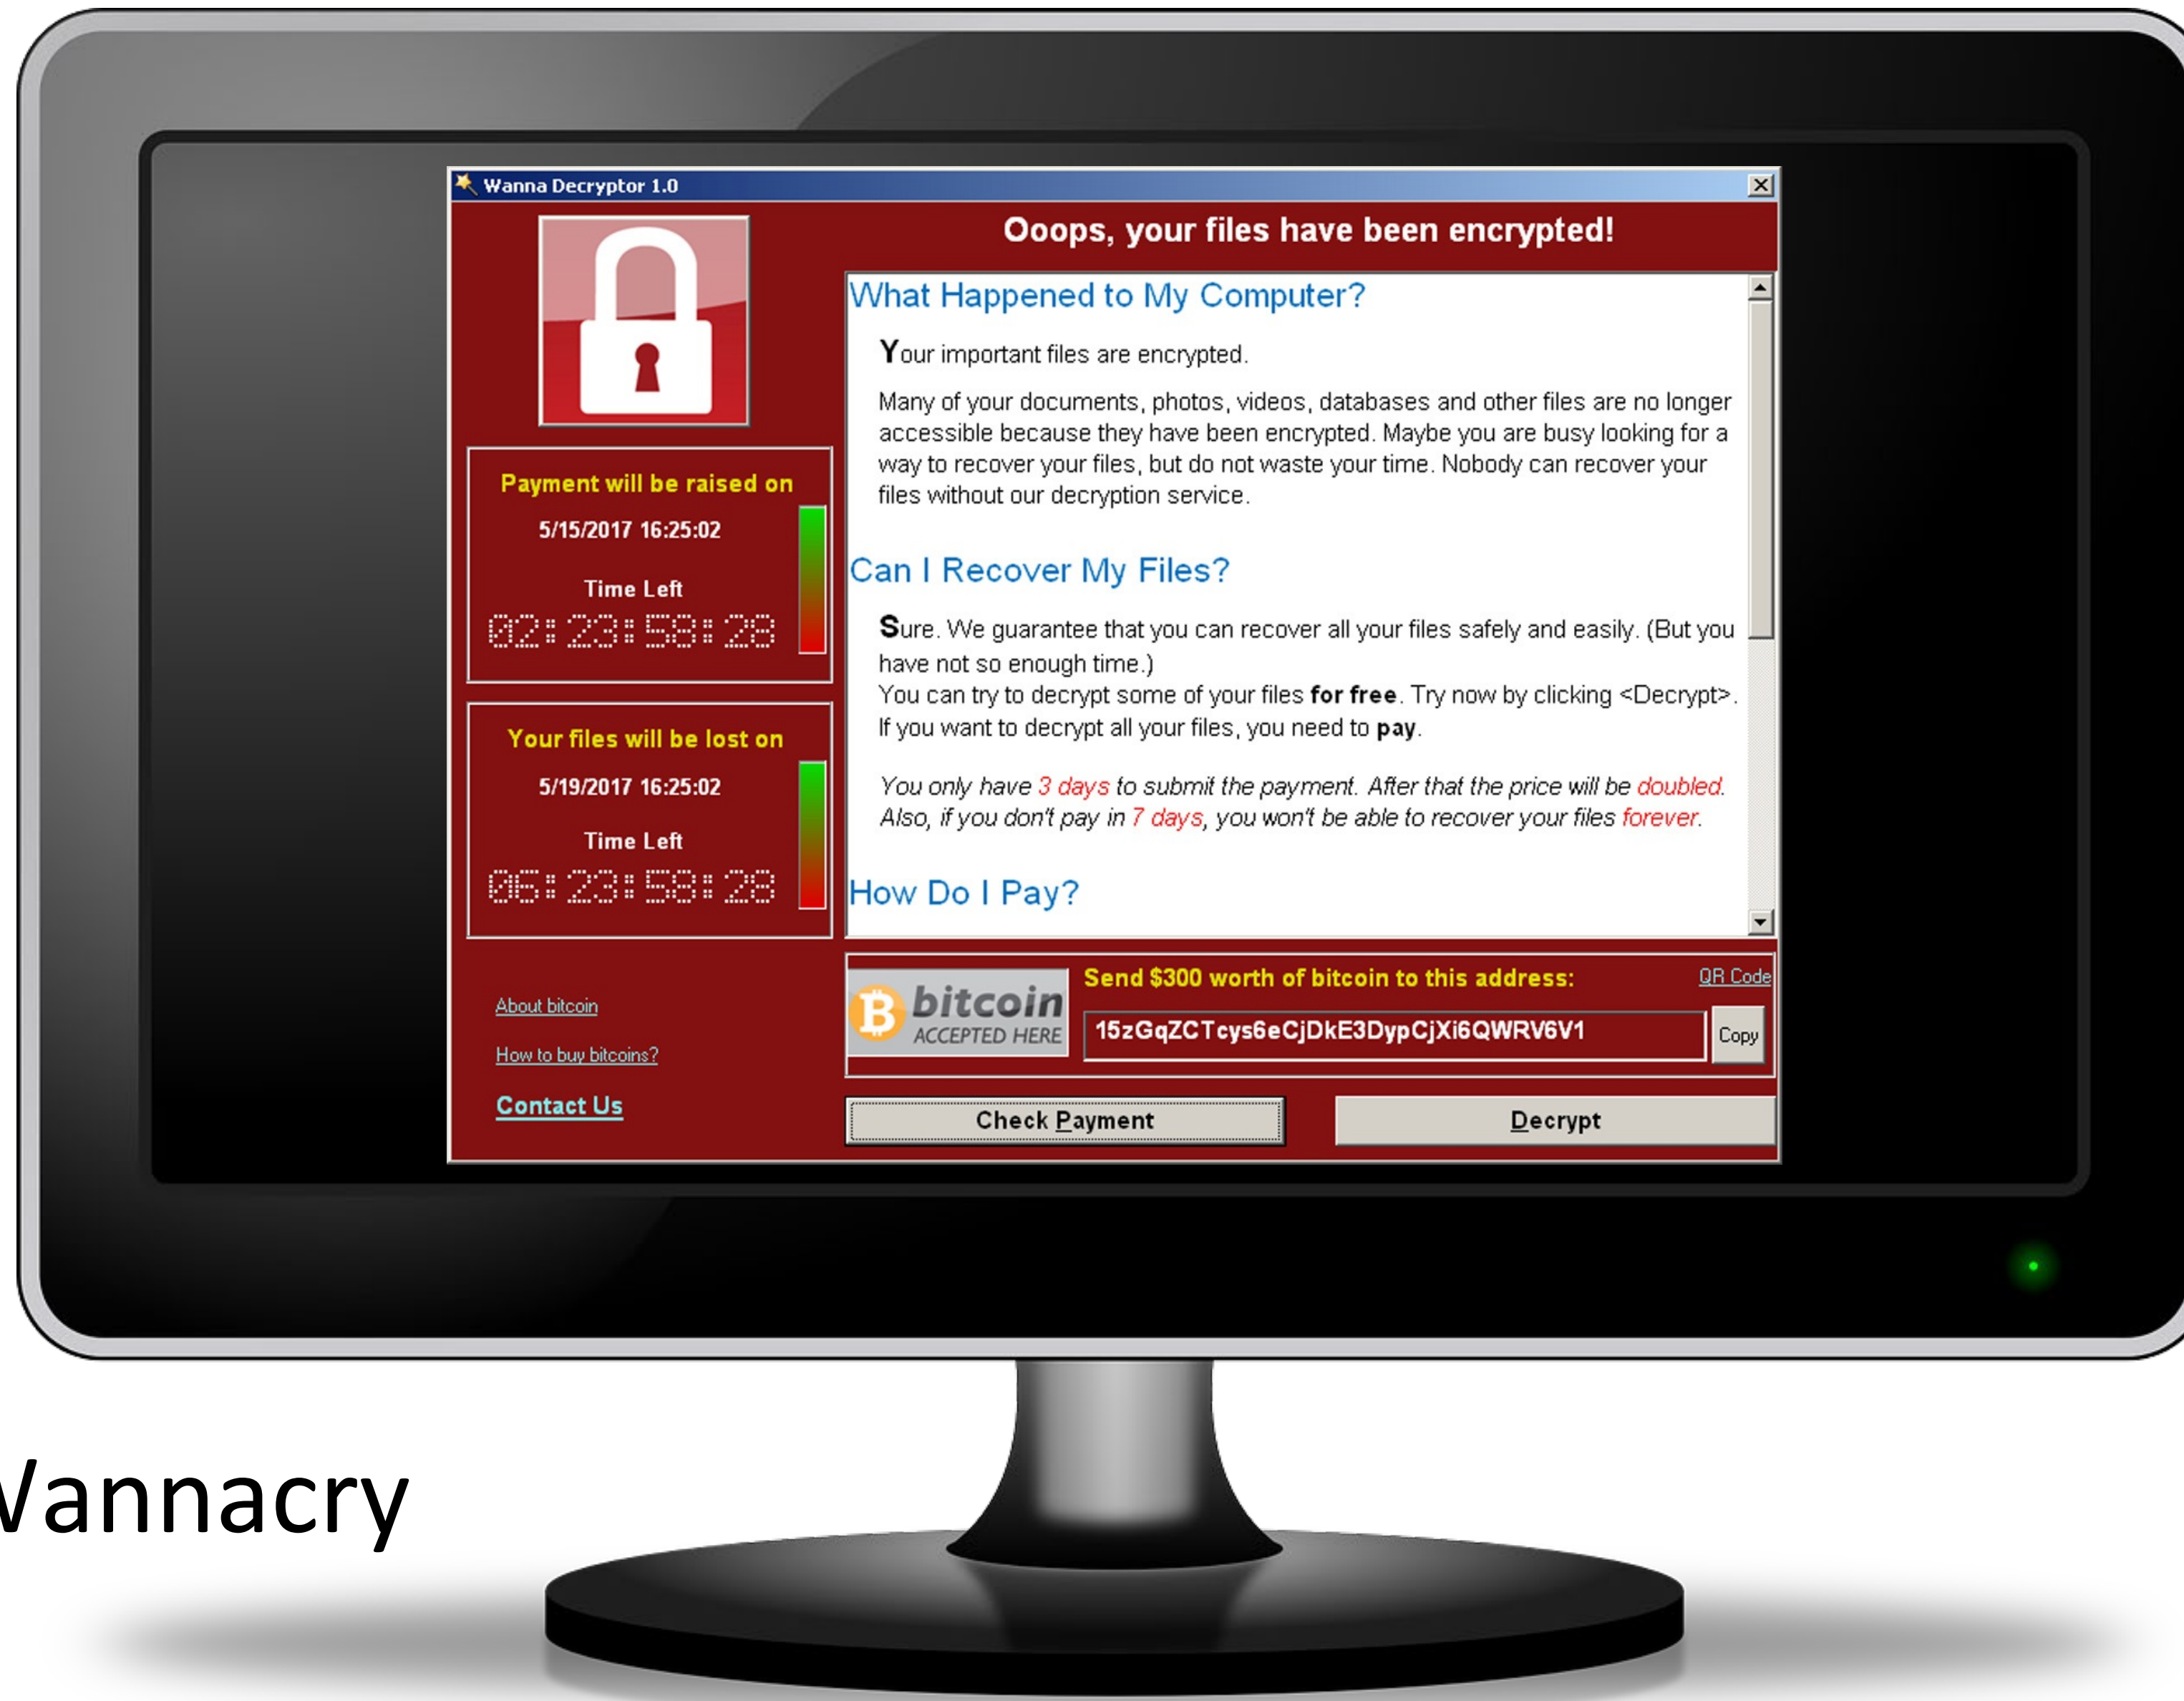 Wanna Decryptor 1.0
Ooops, your files have been encrypted!
What Happened to My Computer?
Your important files are encrypted.
Many of your documents, photos, videos, databases and other files are no longer
accessible because they have been encrypted. Maybe you are busy looking for a
way to recover your files, but do not waste your time. Nobody can recover your
files without our decryption service.
Can I Recover My Files?
Sure. We guarantee that you can recover all your files safely and easily. (But you
have not so enough time.)
You can try to decrypt some of your files for free. Try now by clicking <Decrypt>.
If you want to decrypt all your files, you need to pay.
You only have 3 days to submit the payment. After that the price will be doubled.
Also, if you don't pay in 7 days, you won't be able to recover your files forever.
How Do I Pay?
Payment will be raised on
5/15/2017 16:25:02
Time Left
02:23:58:28
Your files will be lost on
5/19/2017 16:25:02
Time Left
06:23:58:28
About bitcoin
How to buy bitcoins?
Contact Us
bitcoin
ACCEPTED HERE
Send $300 worth of bitcoin to this address:
QR Code
15zGqZCTcys6eCjDkE3DypCjXi6QWRV6V1
Copy
Check Payment
Decrypt
Wannacry